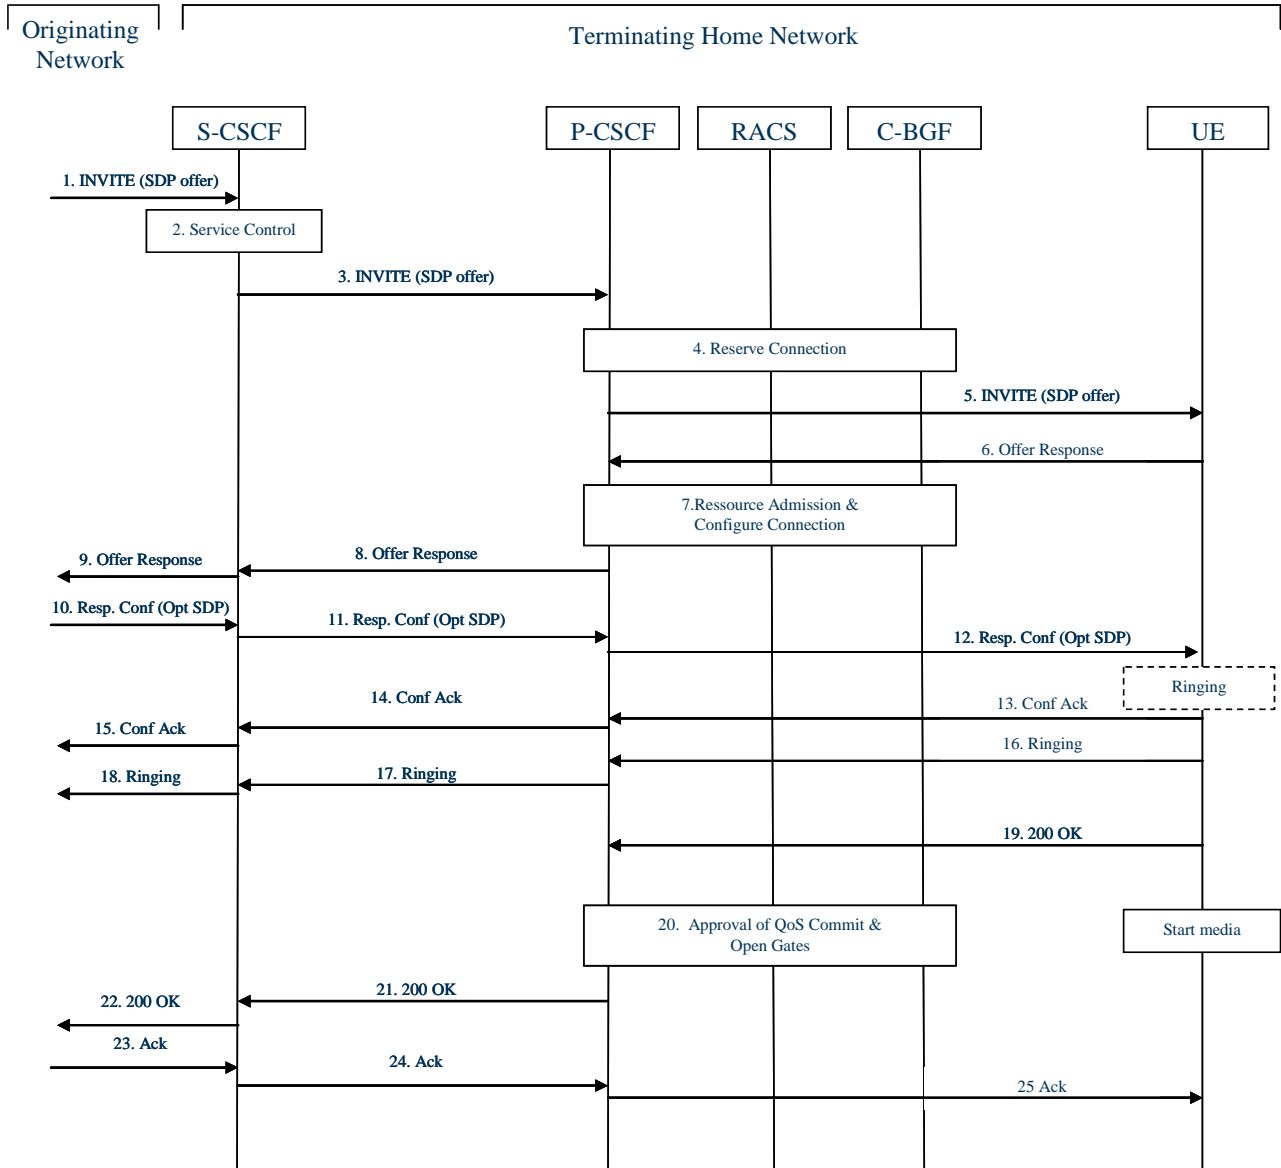 Originating
Network
Terminating Home Network
S-CSCF
P-CSCF
RACS
C-BGF
UE
1. INVITE (SDP offer)
2. Service Control
3. INVITE (SDP offer)
4. Reserve Connection
5. INVITE (SDP offer)
6. Offer Response
7.Ressource Admission &
Configure Connection
8. Offer Response
9. Offer Response
10. Resp. Conf (Opt SDP)
11. Resp. Conf (Opt SDP)
12. Resp. Conf (Opt SDP)
Ringing
13. Conf Ack
14. Conf Ack
15. Conf Ack
16. Ringing
17. Ringing
18. Ringing
19. 200 OK
20. Approval of QoS Commit &
Open Gates
Start media
21. 200 OK
22. 200 OK
23. Ack
24. Ack
25 Ack